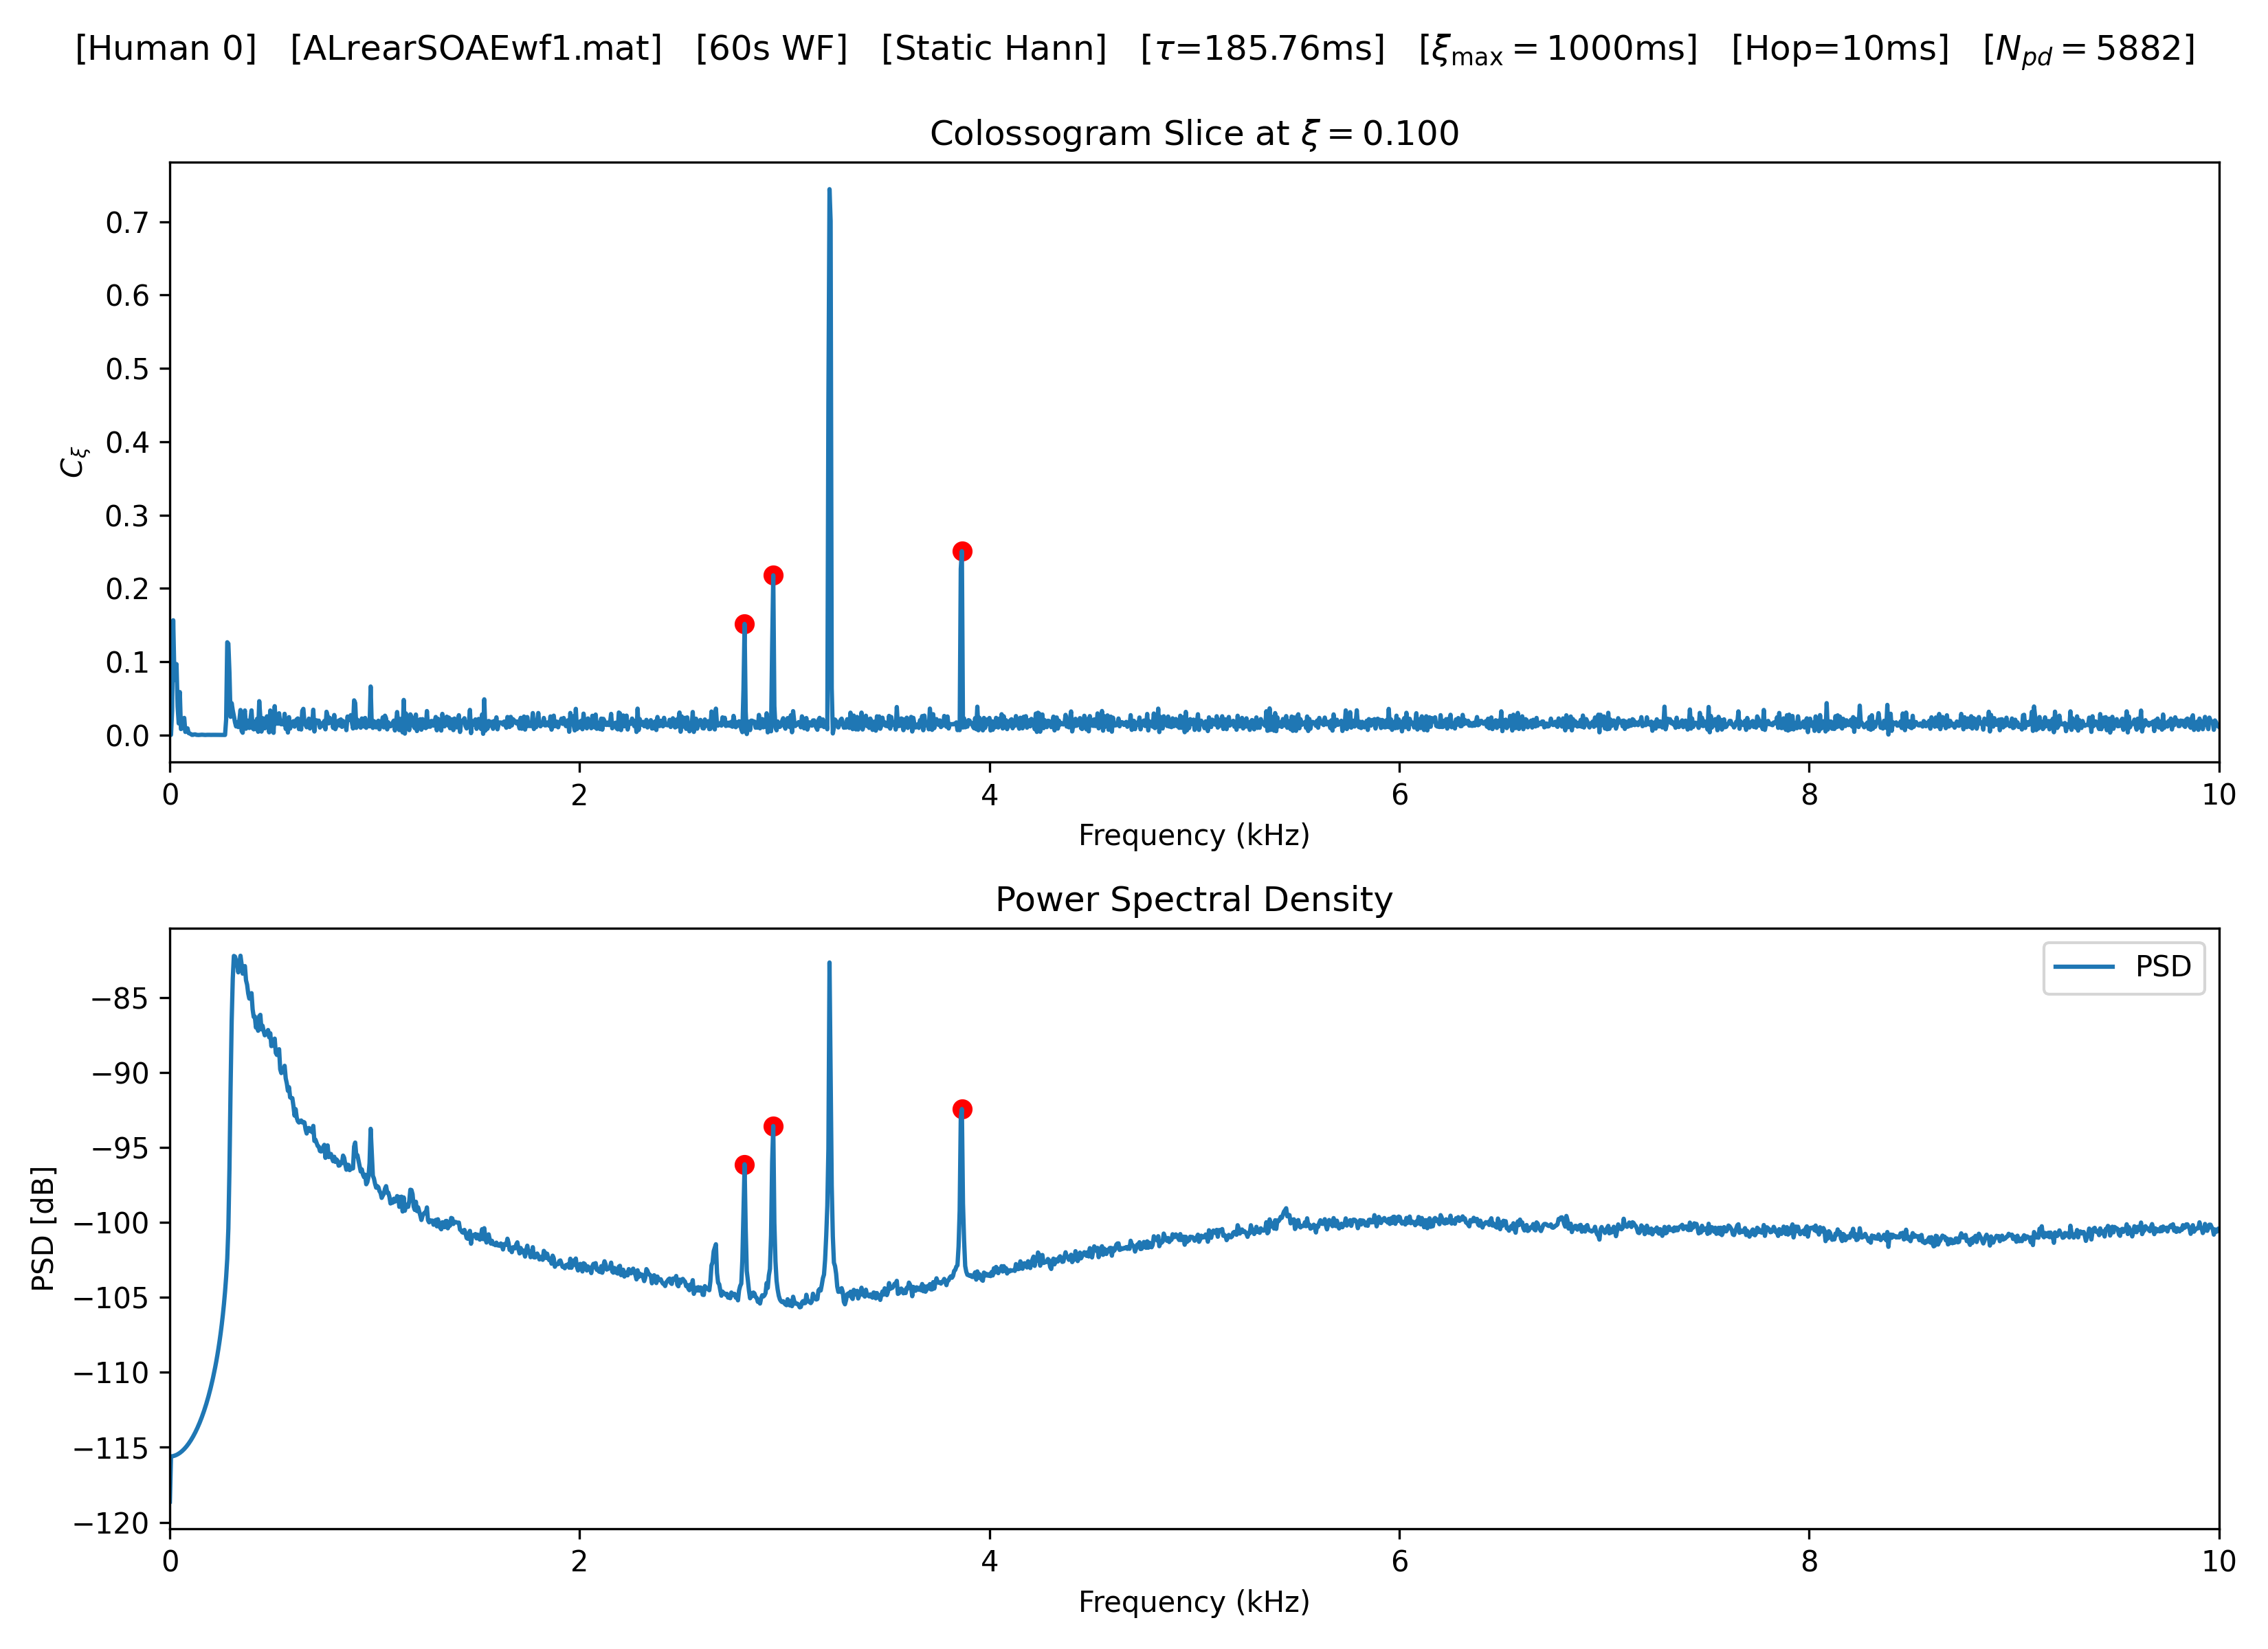 [Human 0]   [ALrearSOAEwf1.mat]   [60s WF]   [Static Hann]   [τ=185.76ms]   [ξmax = 1000ms]   [Hop=10ms]   [Npd = 5882]
Colossogram Slice at ξ = 0.100
0.7
0.6
0.5
0.4
0.3
0.2
0.1
0.0
Cξ
0 2 4 6 8 10
Frequency (kHz)
Power Spectral Density
PSD
−85
−90
−95
−100
−105
−110
−115
−120
PSD [dB]
0 2 4 6 8 10
Frequency (kHz)